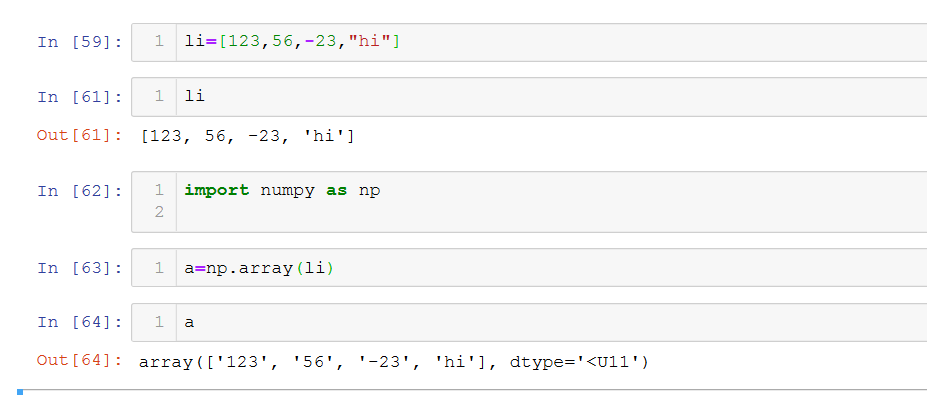 In [59]: 1 li=[123,56,-23,"hi"]
In [61]: 1 li
Out[61]: [123, 56, -23, 'hi']
In [62]: 1 import numpy as np
2
In [63]: 1 a=np.array(li)
In [64]: 1 a
Out[64]: array(['123', '56', '-23', 'hi'], dtype='<U11')